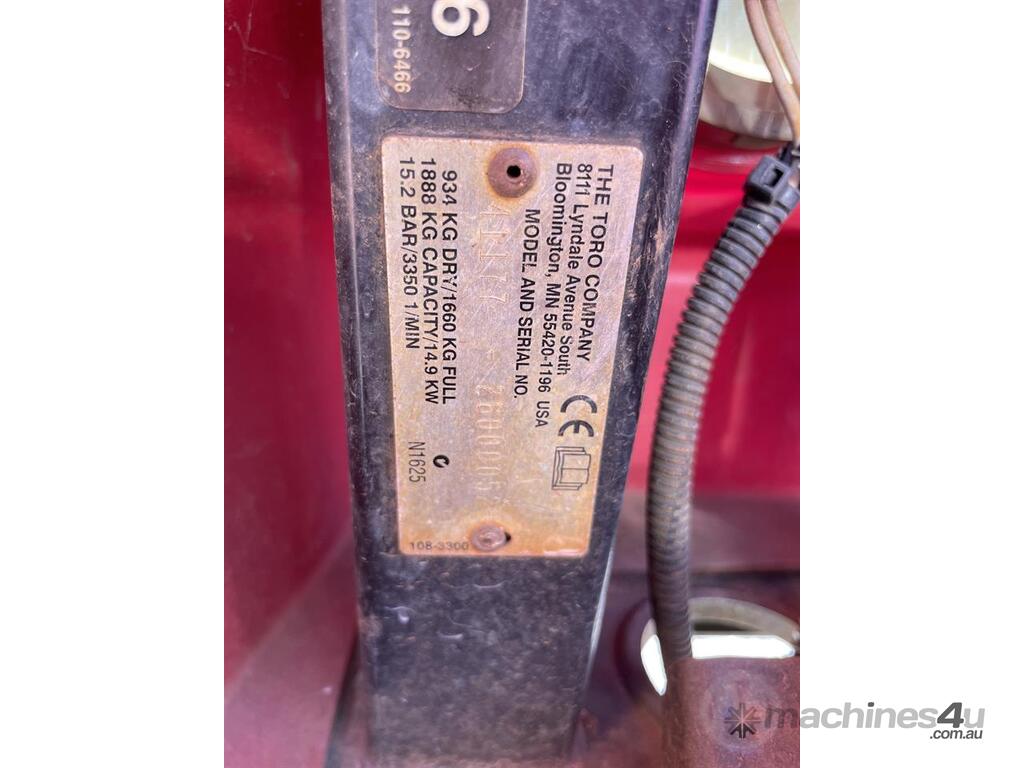 6
110-6466
THE TORO COMPANY
8111 Lyndale Avenue South
Bloomington, MN 55420-1196 USA
MODEL AND SERIAL NO.
CE
934 KG DRY/1660 KG FULL
1888 KG CAPACITY/14.9 KW
15.2 BAR/3350 1/MIN
N1625
108-3300
machines4u
.com.au